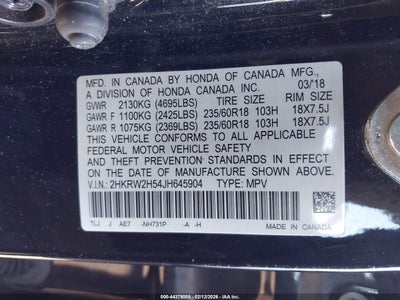 MFD. IN CANADA BY HONDA OF CANADA MFG.,
A DIVISION OF HONDA CANADA INC. 03/'18
GVWR 2130KG (4695LBS) TIRE SIZE RIM SIZE
GAWR F 1100KG (2425LBS) 235/60R18 103H 18X7.5J
GAWR R 1075KG (2369LBS) 235/60R18 103H 18X7.5J
THIS VEHICLE CONFORMS TO ALL APPLICABLE
FEDERAL MOTOR VEHICLE SAFETY
AND THEFT PREVENTION STANDARDS IN EFFECT ON
THE DATE OF MANUFACTURE SHOWN ABOVE.
V.I.N.: 2HKRW2H54JH645904 TYPE: MPV
TLJ J AE7 -NH731P -A -H
MADE IN CANADA
000-44378006 - 02/12/2026 - IAAI